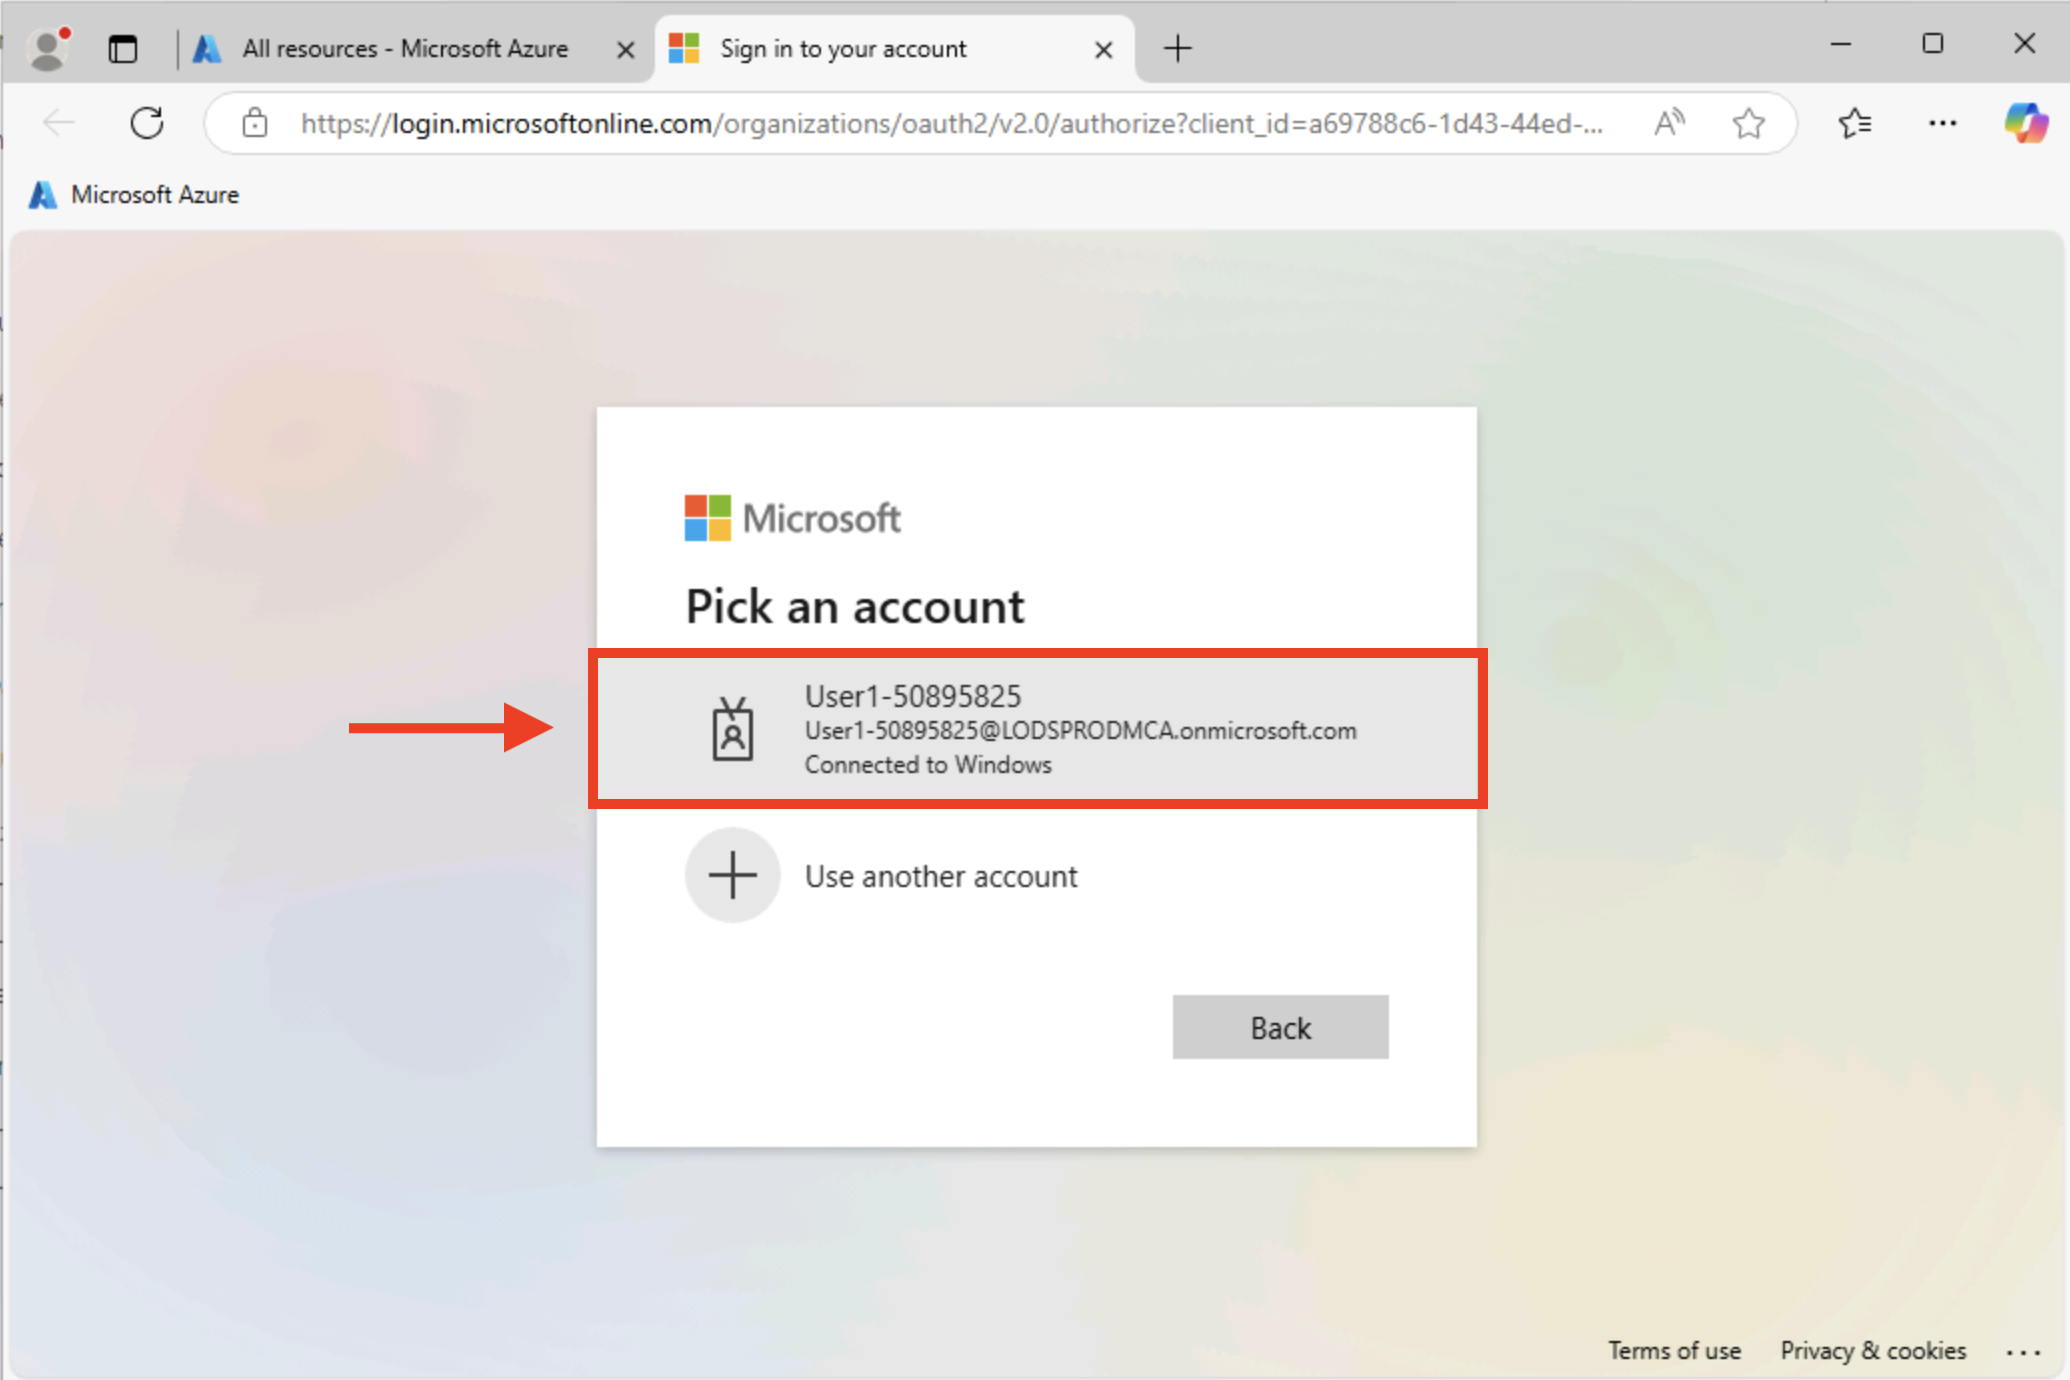 All resources - Microsoft Azure
Sign in to your account
https://login.microsoftonline.com/organizations/oauth2/v2.0/authorize?client_id=a69788c6-1d43-44ed-...
Microsoft Azure
Microsoft
Pick an account
User1-50895825
User1-50895825@LODSPRODMCA.onmicrosoft.com
Connected to Windows
Use another account
Back
Terms of use
Privacy & cookies